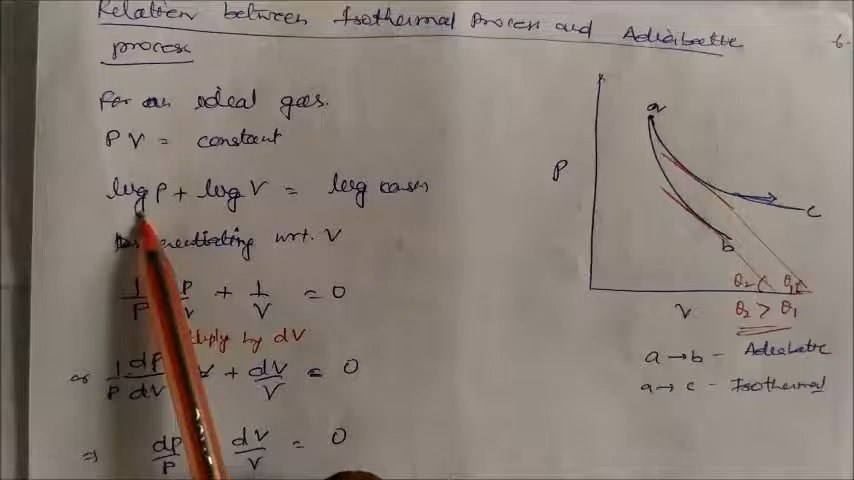 Relation between Isothermal Process and Adiabatic
process
6.
For an ideal gas.
PV = constant
log P + log V = log const
wrt. V
1/P + 1/V = 0
by dV
or 1/P dP/dV + dV/V = 0
⇒ dP/P dV/V = 0
a
P
c
b
θ2 θ1
V θ2 > θ1
a → b - Adiabatic
a → c - Isothermal